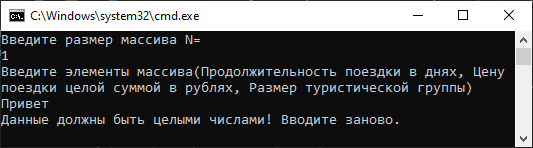 C:\Windows\system32\cmd.exe
Введите размер массива N=
1
Введите элементы массива(Продолжительность поездки в днях, Цену
поездки целой суммой в рублях, Размер туристической группы)
Привет
Данные должны быть целыми числами! Вводите заново.